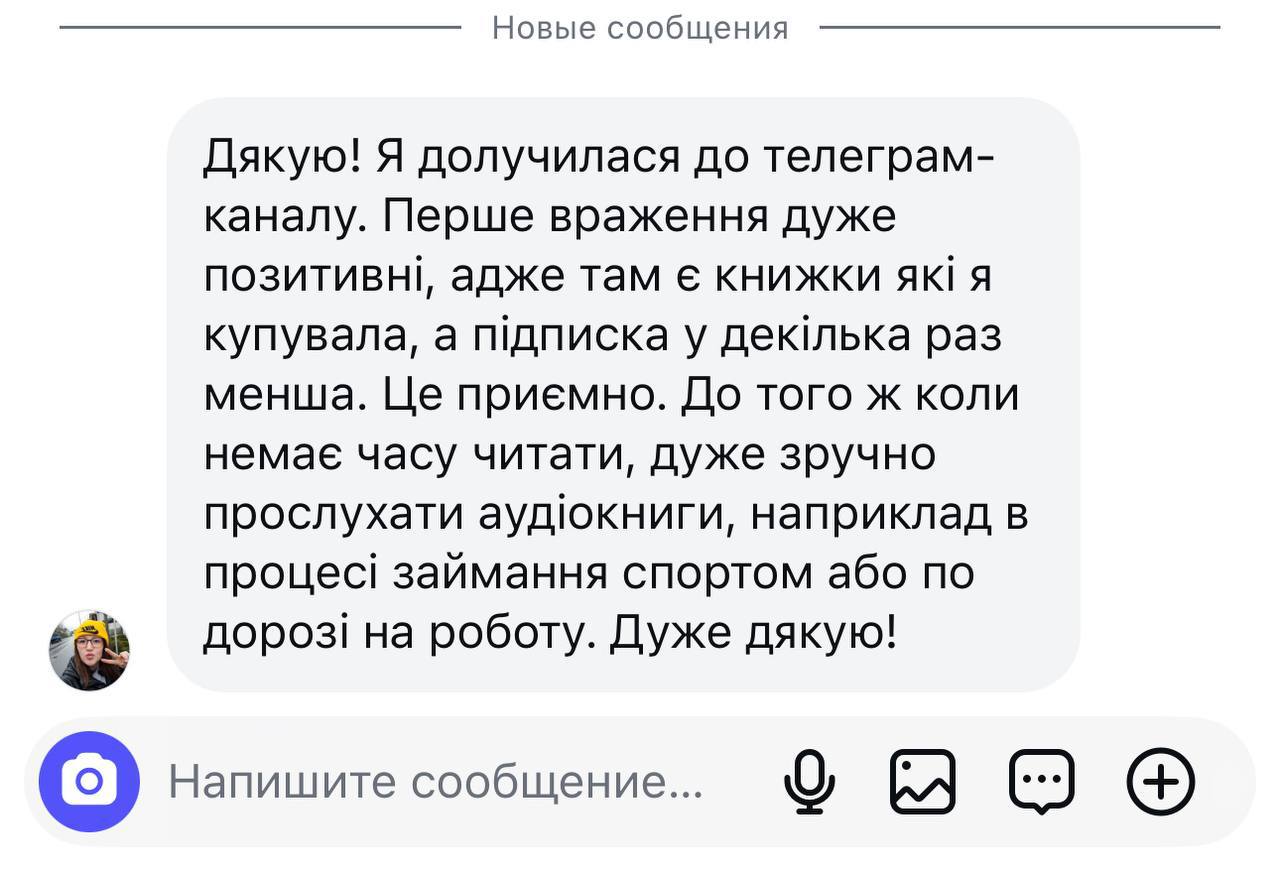 Новые сообщения
Дякую! Я долучилася до телеграм-
каналу. Перше враження дуже
позитивні, адже там є книжки які я
купувала, а підписка у декілька раз
менша. Це приємно. До того ж коли
немає часу читати, дуже зручно
прослухати аудіокниги, наприклад в
процесі займання спортом або по
дорозі на роботу. Дуже дякую!
Напишите сообщение...